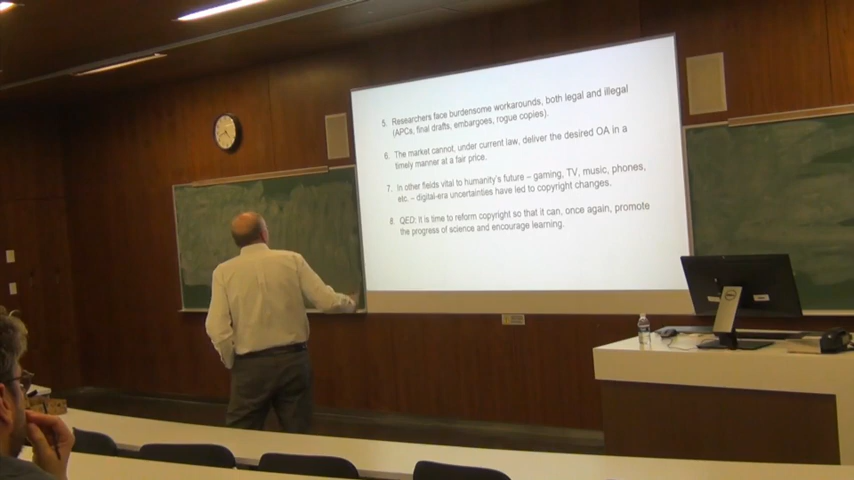 5. Researchers face burdensome workarounds, both legal and illegal
(APCs, final drafts, embargoes, rogue copies).
6. The market cannot, under current law, deliver the desired OA in a
timely manner at a fair price.
7. In other fields vital to humanity's future – gaming, TV, music, phones,
etc. – digital-era uncertainties have led to copyright changes.
8. QED: it is time to reform copyright so that it can, once again, promote
the progress of science and encourage learning.
DELL